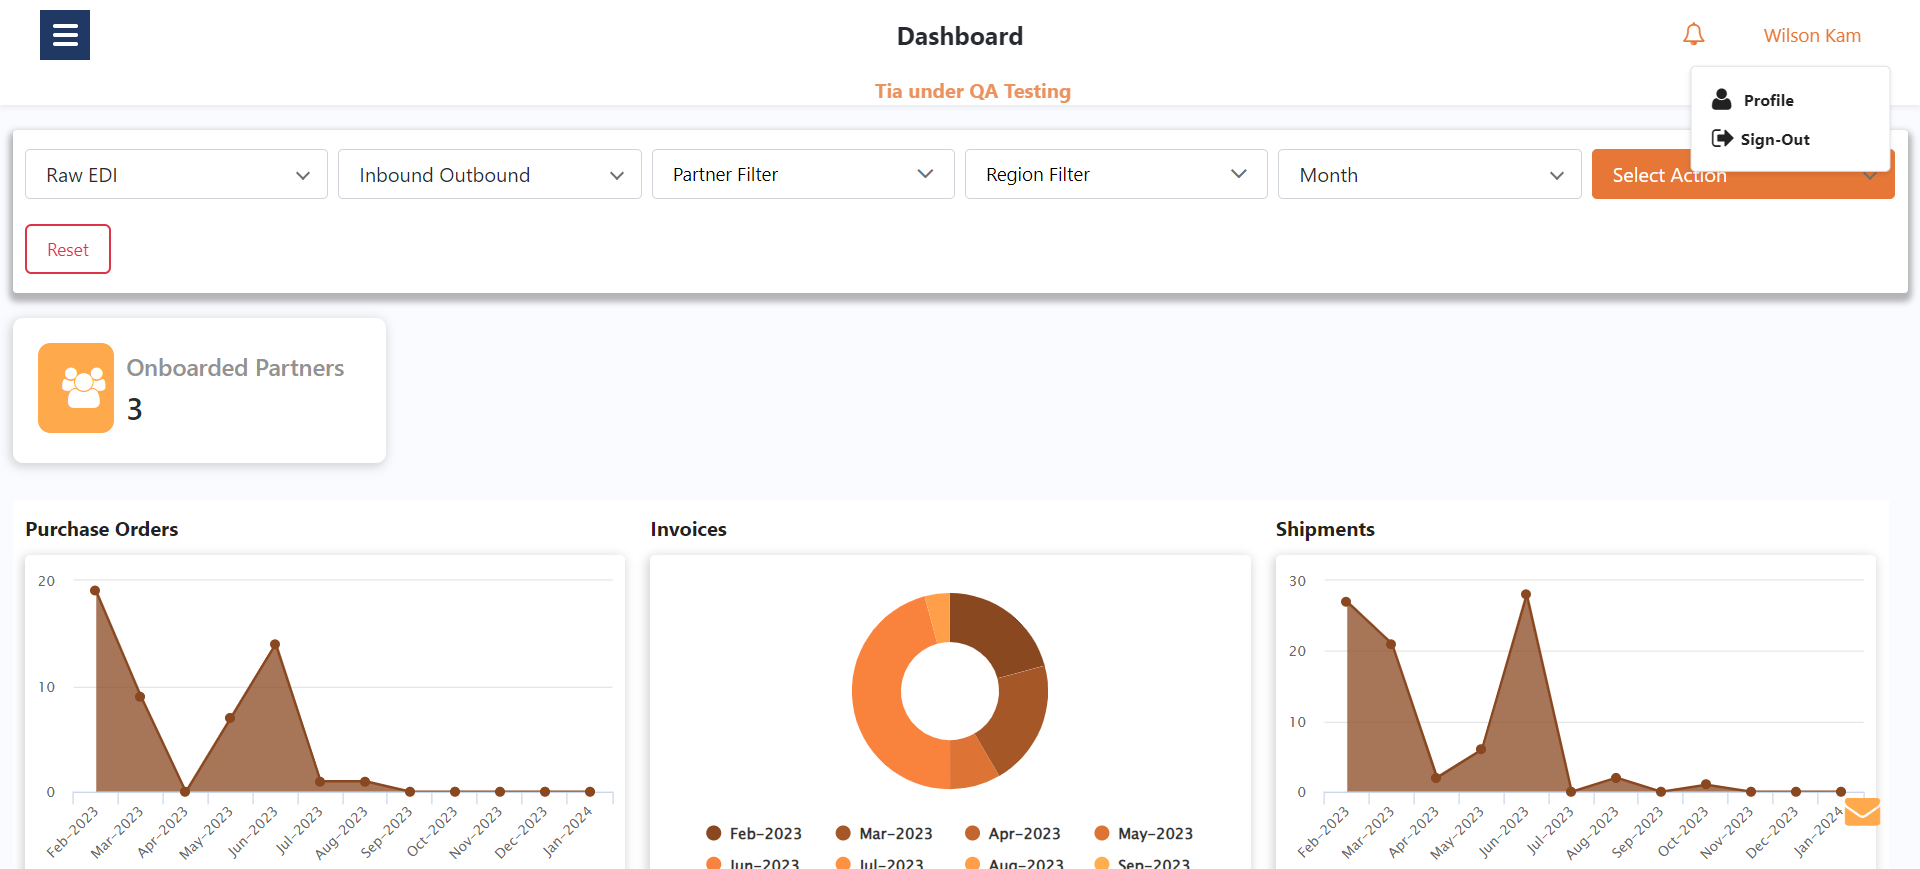 Dashboard
Wilson Kam
Tia under QA Testing
Profile
Sign-Out
Raw EDI
Inbound Outbound
Partner Filter
Region Filter
Month
Select Action
Reset
Onboarded Partners
3
Purchase Orders
20
10
0
Feb-2023
Mar-2023
Apr-2023
May-2023
Jun-2023
Jul-2023
Aug-2023
Sep-2023
Oct-2023
Nov-2023
Dec-2023
Jan-2024
Invoices
Feb-2023
Mar-2023
Apr-2023
May-2023
Jun-2023
Jul-2023
Aug-2023
Sep-2023
Shipments
30
20
10
0
Feb-2023
Mar-2023
Apr-2023
May-2023
Jun-2023
Jul-2023
Aug-2023
Sep-2023
Oct-2023
Nov-2023
Dec-2023
Jan-2024